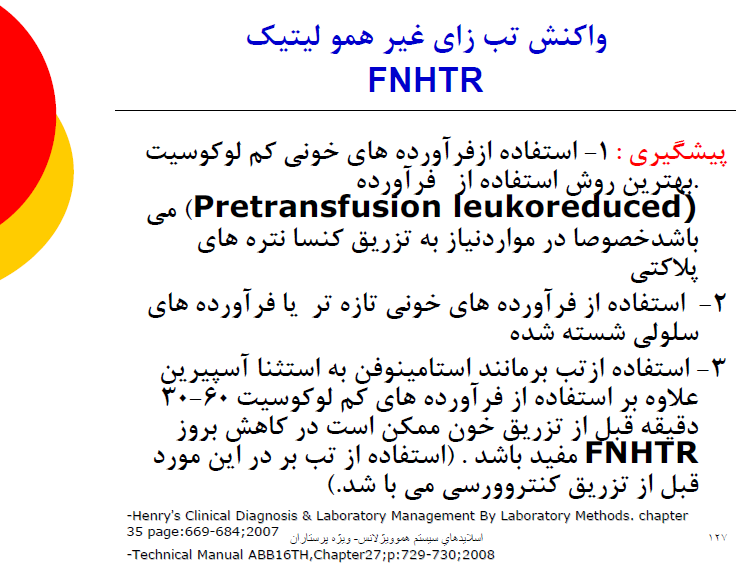 واکنش تب زای غیر همو لیتیک
FNHTR
پیشگیری : ۱- استفاده ازفرآورده های خونی کم لوکوسیت
.بهترین روش استفاده از فرآورده
(Pretransfusion leukoreduced) می
باشدخصوصا در مواردنیاز به تزریق کنسا نتره های
پلاکتی
۲- استفاده از فرآورده های خونی تازه تر یا فرآورده های
سلولی شسته شده
۳- استفاده ازتب برمانند استامینوفن به استثنا آسپیرین
علاوه بر استفاده از فرآورده های کم لوکوسیت ۶۰-۳۰
دقیقه قبل از تزریق خون ممکن است در کاهش بروز
FNHTR مفید باشد . (استفاده از تب بر در این مورد
قبل از تزریق کنتروورسی می با شد.)
-Henry's Clinical Diagnosis & Laboratory Management By Laboratory Methods. chapter
35 page:669-684;2007
اسلایدهاي سیستم هموویژلانس- ویژه پرستاران
۱۲۷
-Technical Manual ABB16TH,Chapter27;p:729-730;2008